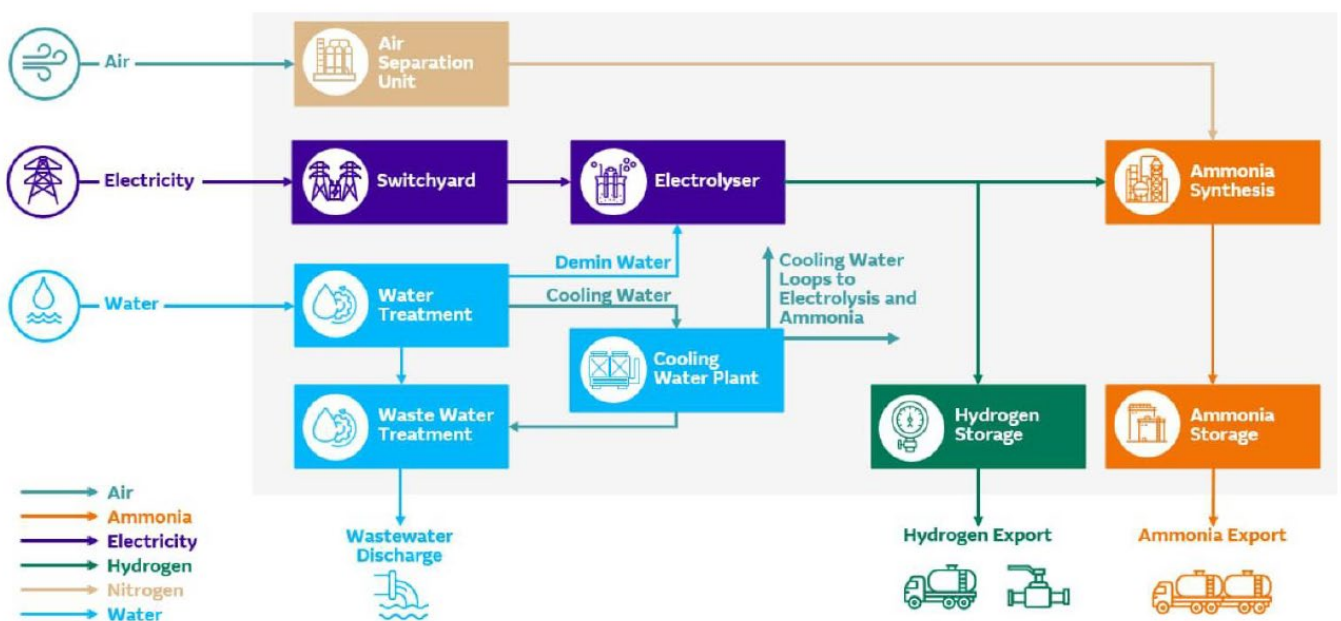 Air
Air
Separation
Unit
Electricity
Switchyard
Electrolyser
Ammonia
Synthesis
Demin Water
Cooling Water
Loops to
Electrolysis and
Ammonia
Water
Water
Treatment
Cooling Water
Cooling
Water Plant
Waste Water
Treatment
Hydrogen
Storage
Ammonia
Storage
Air
Ammonia
Electricity
Hydrogen
Nitrogen
Water
Wastewater
Discharge
Hydrogen Export
Ammonia Export